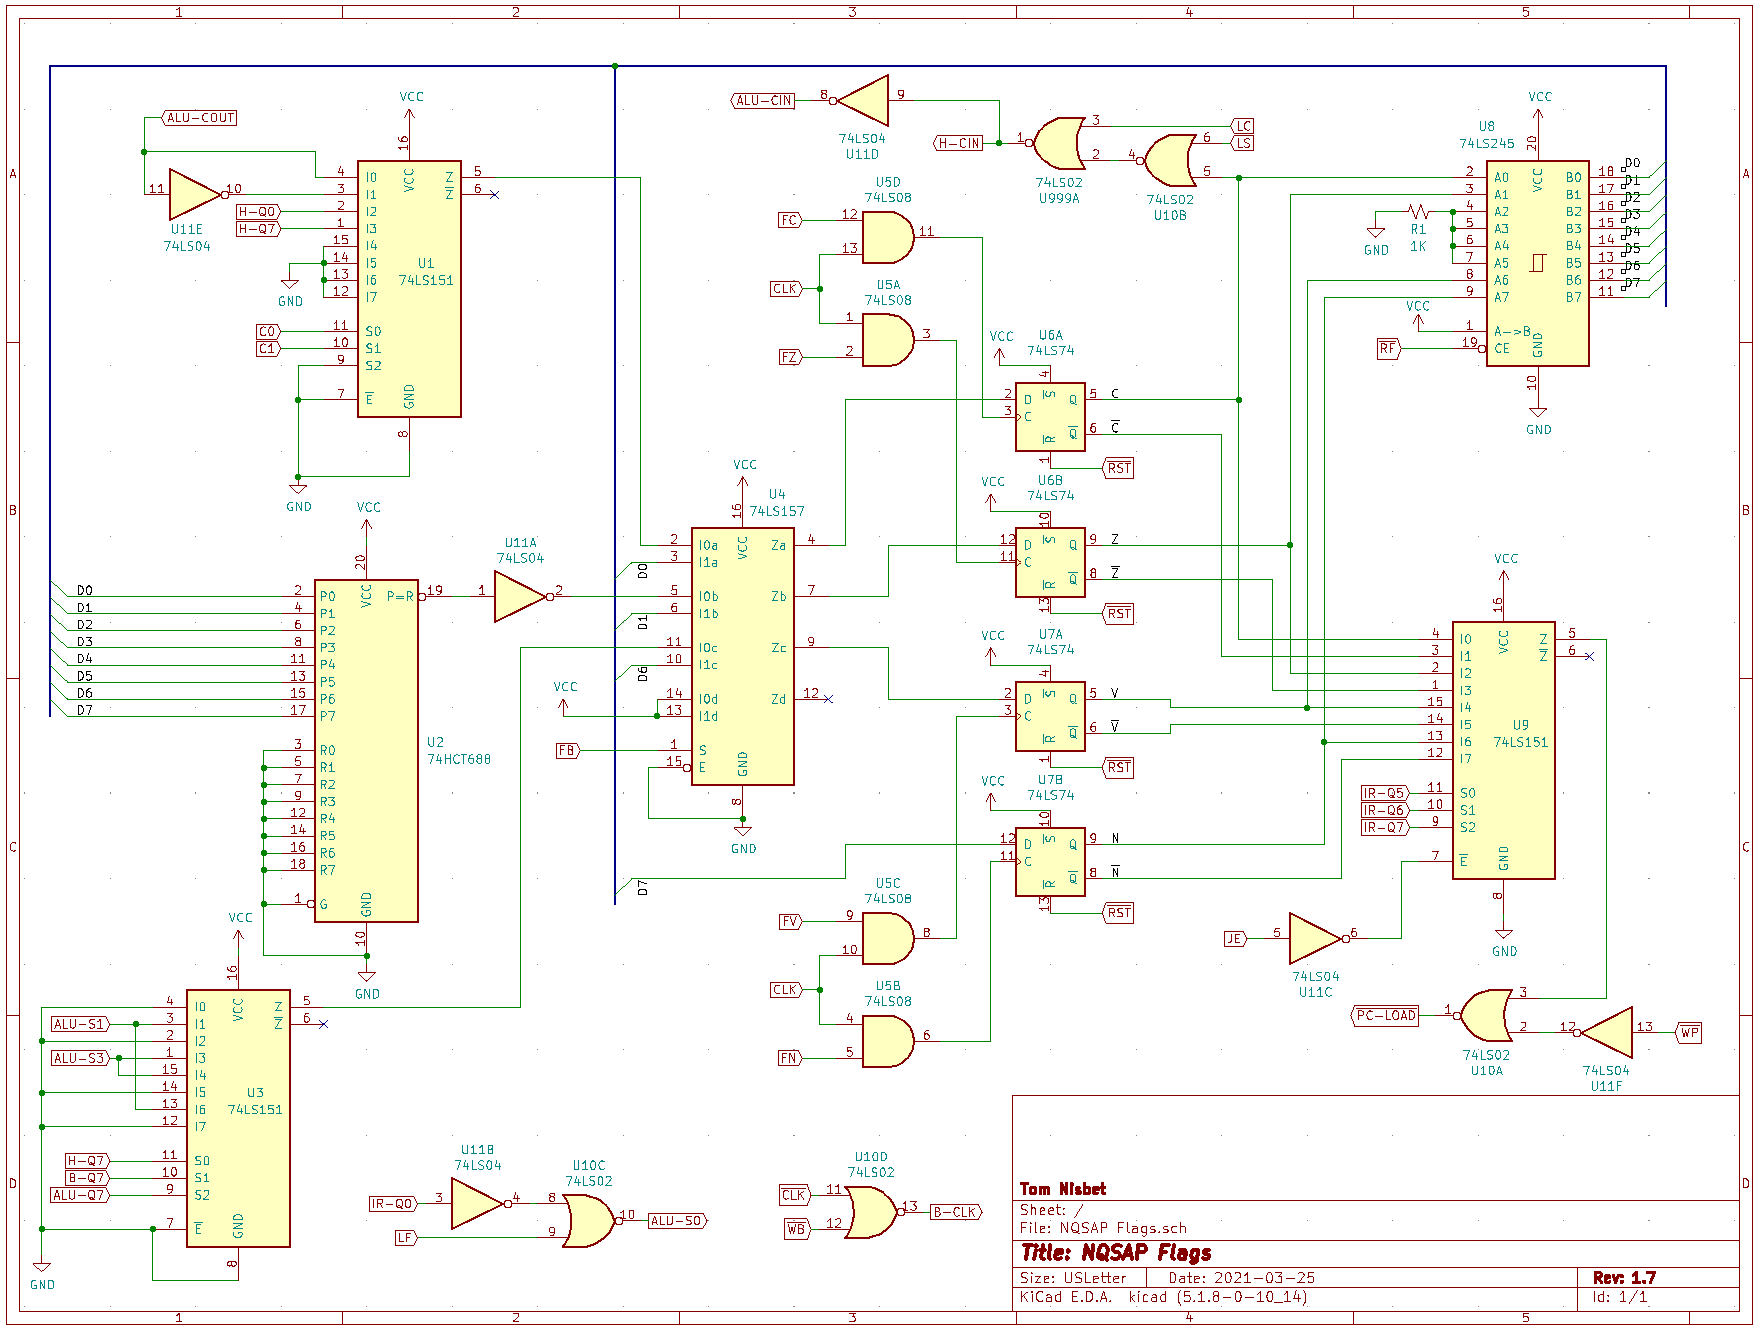 1 2 3 4 5
A B C D
ALU-COUT
VCC
16
11 10
U11E
74LS04
H-Q0
H-Q7
GND
C0
C1
4 I0
3 I1
2 I2
1 I3
15 I4
14 I5
13 I6
12 I7
11 S0
10 S1
9 S2
7 E
VCC
GND
Z 5
Z 6
U1
74LS151
8
GND
VCC
20
D0 2 P0
D1 4 P1
D2 6 P2
D3 8 P3
D4 11 P4
D5 13 P5
D6 15 P6
D7 17 P7
3 R0
5 R1
7 R2
9 R3
12 R4
14 R5
16 R6
18 R7
1 G
VCC
GND
P=R 19
U2
74HCT688
10
GND
U11A
74LS04
1 2
VCC
16
ALU-S1
ALU-S3
H-Q7
B-Q7
ALU-Q7
4 I0
3 I1
2 I2
1 I3
15 I4
14 I5
13 I6
12 I7
11 S0
10 S1
9 S2
7 E
VCC
GND
Z 5
Z 6
U3
74LS151
8
GND
ALU-CIN
8 9
74LS04
U11D
H-CIN
1 3 2
74LS02
U999A
4 6 5
74LS02
U10B
LC
LS
U5D
74LS08
FC 12
13 11
CLK
U5A
74LS08
1 3
FZ 2
VCC
U4
74LS157
16
2 I0a
D0 3 I1a
5 I0b
D1 6 I1b
11 I0c
D6 10 I1c
14 I0d
13 I1d
FB 1 S
15 E
VCC
GND
Za 4
Zb 7
Zc 9
Zd 12
8
GND
VCC
D7
VCC
U6A
74LS74
4
2 D S Q 5 C
3 C R Q 6 C
1 RST
VCC
U6B
74LS74
10
12 D S Q 9 Z
11 C R Q 8 Z
13 RST
VCC
U7A
74LS74
4
2 D S Q 5 V
3 C R Q 6 V
1 RST
VCC
U7B
74LS74
10
12 D S Q 9 N
11 C R Q 8 N
13 RST
U5C
74LS08
FV 9
10 8
CLK
U5B
74LS08
4 6
FN 5
VCC
U8
74LS245
20
2 A0 B0 18 D0
3 A1 B1 17 D1
4 A2 B2 16 D2
5 A3 B3 15 D3
6 A4 B4 14 D4
7 A5 B5 13 D5
8 A6 B6 12 D6
9 A7 B7 11 D7
1 A->B
RF 19 CE
VCC
GND
VCC
R1
1K
GND
10
GND
VCC
16
4 I0
3 I1
2 I2
1 I3
15 I4
14 I5
13 I6
12 I7
IR-Q5 11 S0
IR-Q6 10 S1
IR-Q7 9 S2
7 E
VCC
GND
Z 5
Z 6
U9
74LS151
8
GND
JE 5 6
74LS04
U11C
PC-LOAD 1 3
2
74LS02
U10A
12 13 WP
74LS04
U11F
U11B
74LS04
IR-Q0 3 4
U10C
74LS02
8 10 ALU-S0
LF 9
U10D
74LS02
CLK 11
WB 12
13 B-CLK
Tom Nisbet
Sheet: /
File: NQSAP Flags.sch
Title: NQSAP Flags
Size: USLetter Date: 2021-03-25 Rev: 1.7
KiCad E.D.A. kicad (5.1.8-0-10_14) Id: 1/1
1 2 3 4 5
A B C D